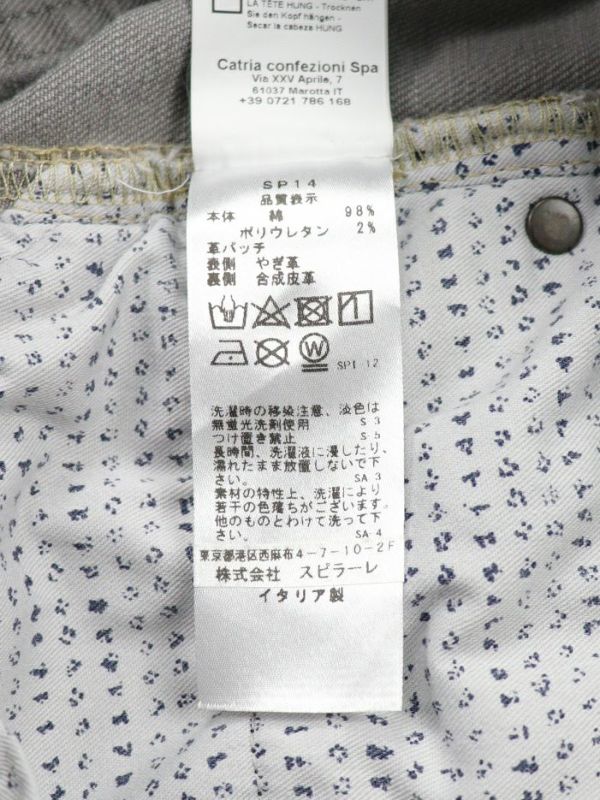 LA TÊTE HUNG - Trocknen
Sie den Kopf hängen -
Secar la cabeza HUNG
Catria confezioni Spa
Via XXV Aprile, 7
61037 Marotta IT
+39 0721 786 168
SP14
品質表示
本体 綿 98%
ポリウレタン 2%
革パッチ
表側 やぎ革
裏側 合成皮革
SPI 12
洗濯時の移染注意、淡色は
無蛍光洗剤使用 S 3
つけ置き禁止 S 5
長時間、洗濯液に浸したり、
濡れたまま放置しないで下
さい。 SA 3
素材の特性上、洗濯により
若干の色落ちがございます。
他のものとわけて洗って下
さい。 SA-4
東京都港区西麻布4-7-10-2F
株式会社 スピラーレ
イタリア製